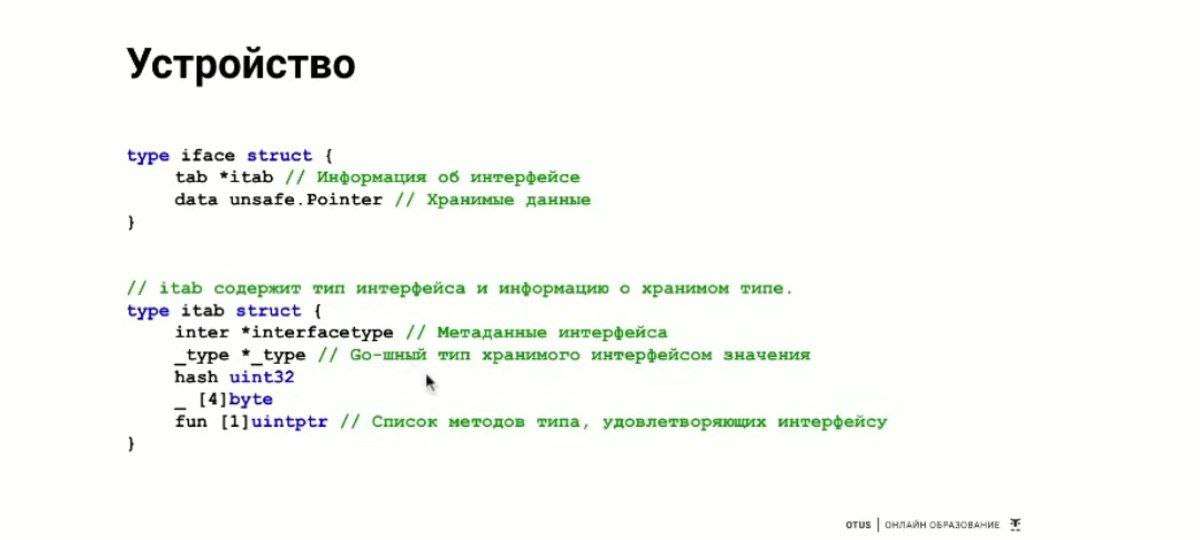 Устройство
type iface struct {
tab *itab // Информация об интерфейсе
data unsafe.Pointer // Хранимые данные
}
// itab содержит тип интерфейса и информацию о хранимом типе.
type itab struct {
inter *interfacetype // Метаданные интерфейса
_type *_type // Go-шный тип хранимого интерфейсом значения
hash uint32
_ [4]byte
fun [1]uintptr // Список методов типа, удовлетворяющих интерфейсу
}
OTUS | ОНЛАЙН ОБРАЗОВАНИЕ